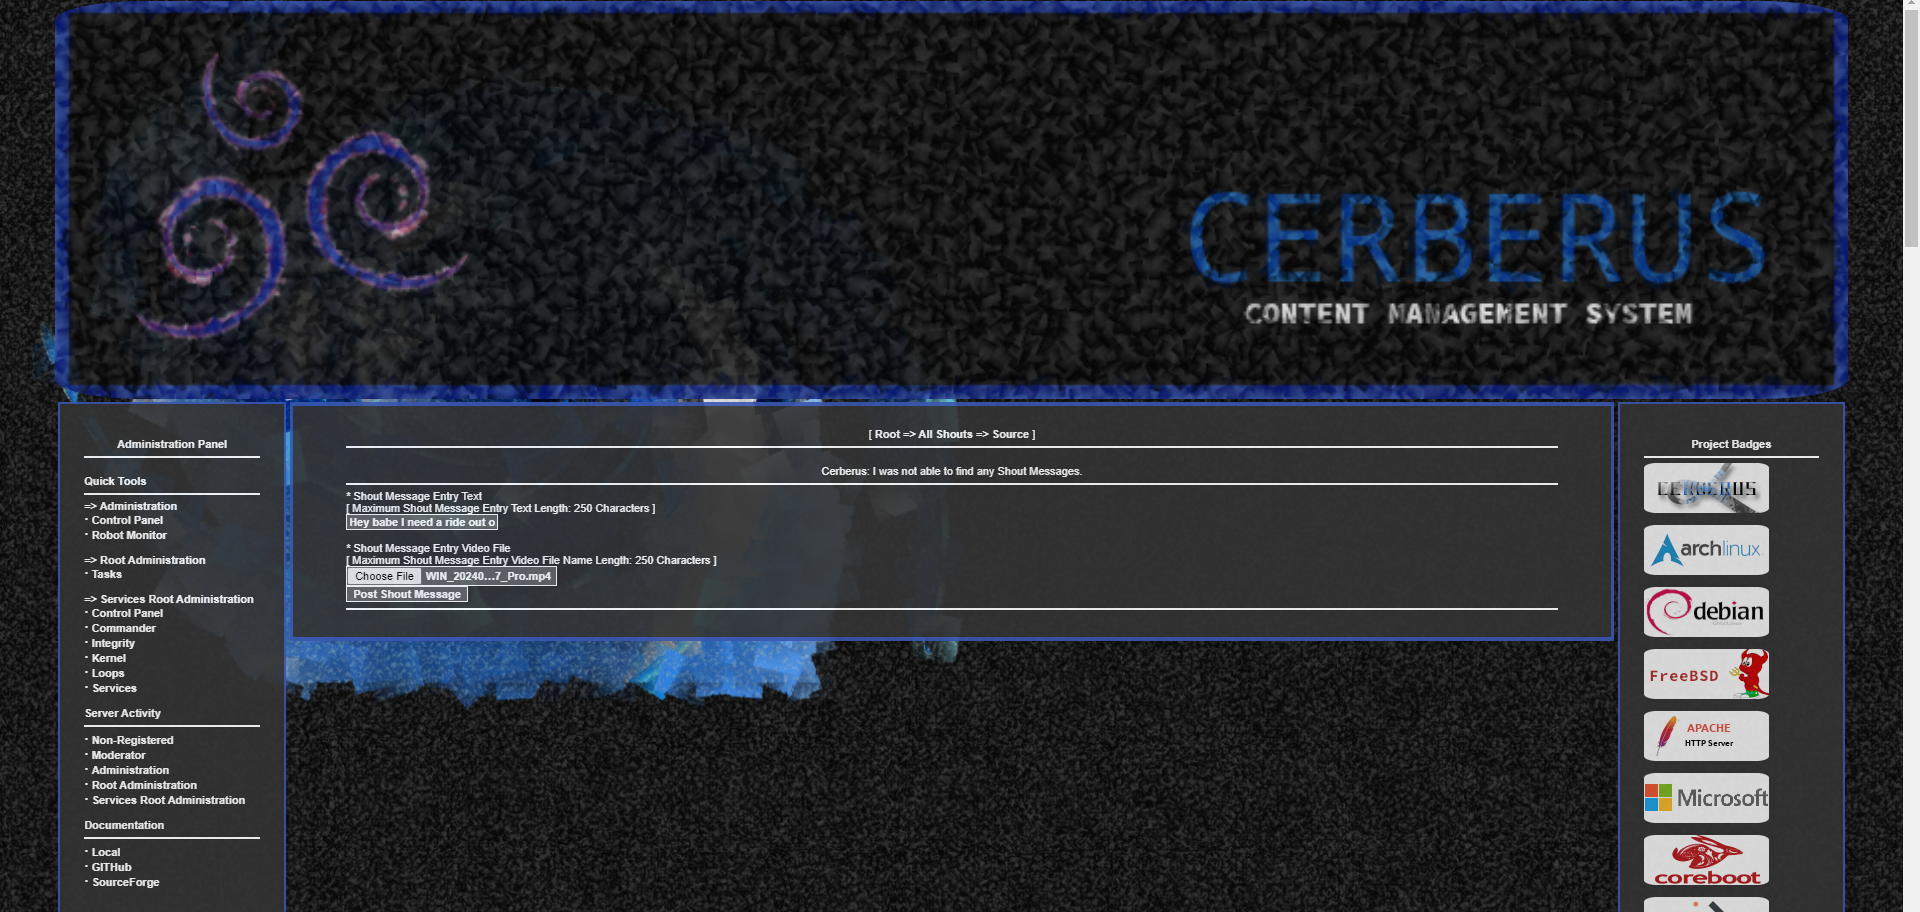 CERBERUS
CONTENT MANAGEMENT SYSTEM
Administration Panel
Quick Tools
=> Administration
· Control Panel
· Robot Monitor
=> Root Administration
· Tasks
=> Services Root Administration
· Control Panel
· Commander
· Integrity
· Kernel
· Loops
· Services
Server Activity
· Non-Registered
· Moderator
· Administration
· Root Administration
· Services Root Administration
Documentation
· Local
· GITHub
· SourceForge
[ Root => All Shouts => Source ]
Cerberus: I was not able to find any Shout Messages.
* Shout Message Entry Text
[ Maximum Shout Message Entry Text Length: 250 Characters ]
Hey babe I need a ride out o
* Shout Message Entry Video File
[ Maximum Shout Message Entry Video File Name Length: 250 Characters ]
Choose File WIN_20240...7_Pro.mp4
Post Shout Message
Project Badges
CERBERUS
archlinux
debian
FreeBSD
APACHE
HTTP Server
Microsoft
coreboot